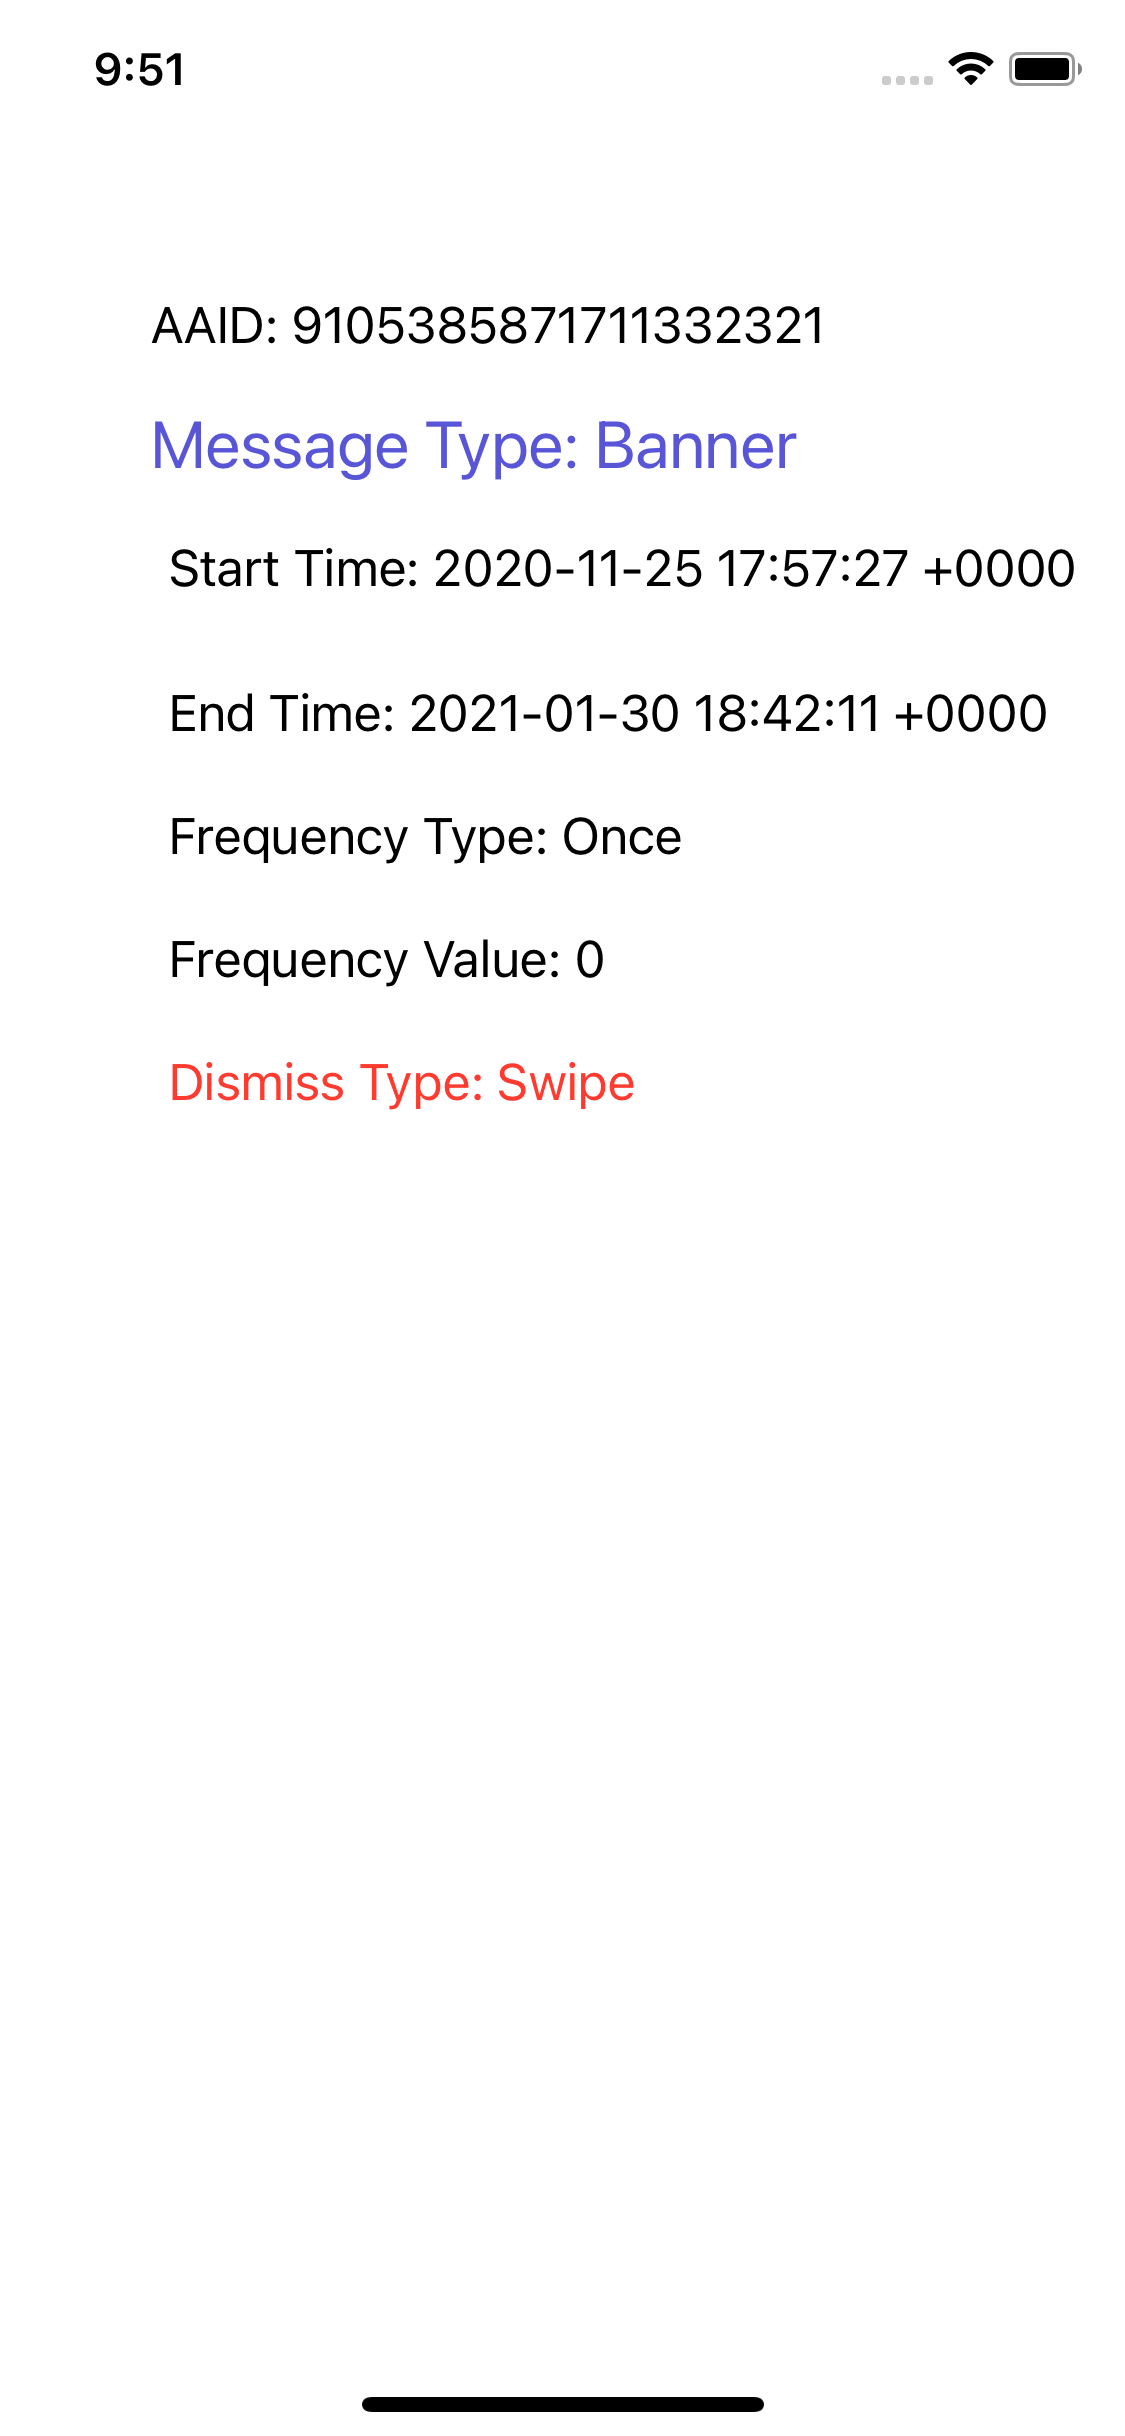 9:51
AAID: 9105385871711332321
Message Type: Banner
Start Time: 2020-11-25 17:57:27 +0000
End Time: 2021-01-30 18:42:11 +0000
Frequency Type: Once
Frequency Value: 0
Dismiss Type: Swipe